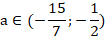 a ∈ (−15/7; −1/2)